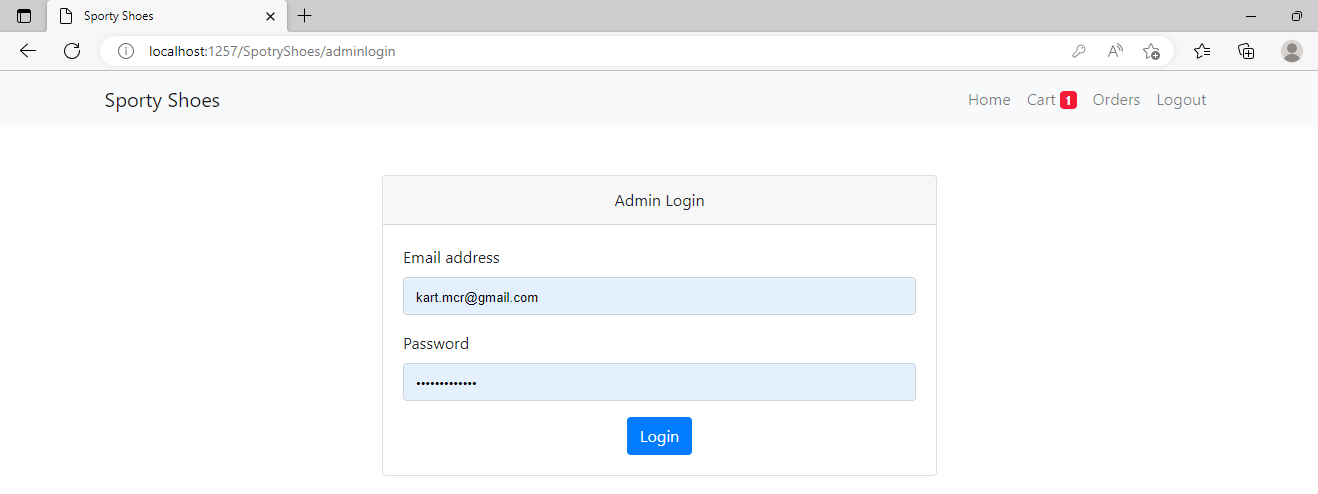 Sporty Shoes
localhost:1257/SpotryShoes/adminlogin
Sporty Shoes Home Cart 1 Orders Logout
Admin Login
Email address
kart.mcr@gmail.com
Password
•••••••••••••
Login